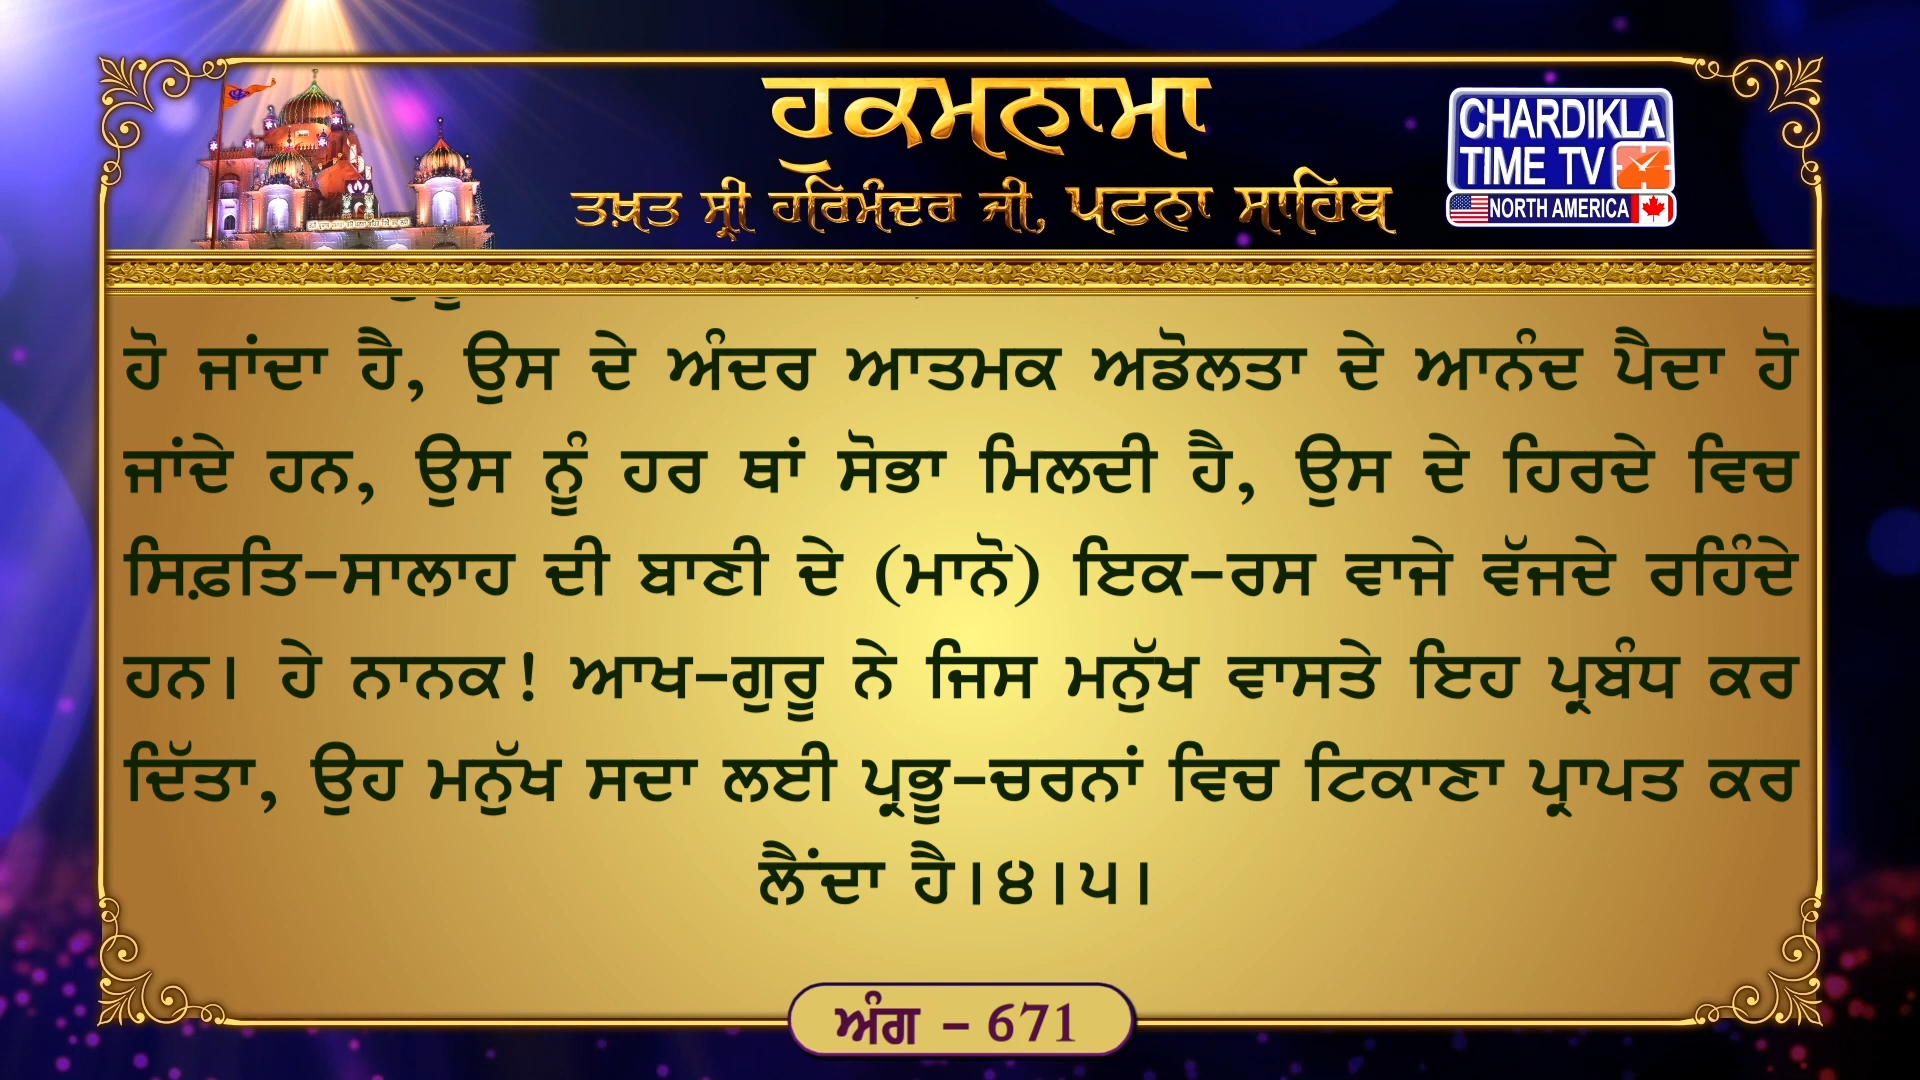 ਹੁਕਮਨਾਮਾ
ਤਖ਼ਤ ਸ੍ਰੀ ਹਰਿਮੰਦਰ ਜੀ, ਪਟਨਾ ਸਾਹਿਬ
CHARDIKLA
TIME TV
NORTH AMERICA
ਹੋ ਜਾਂਦਾ ਹੈ, ਉਸ ਦੇ ਅੰਦਰ ਆਤਮਕ ਅਡੋਲਤਾ ਦੇ ਆਨੰਦ ਪੈਦਾ ਹੋ
ਜਾਂਦੇ ਹਨ, ਉਸ ਨੂੰ ਹਰ ਥਾਂ ਸੋਭਾ ਮਿਲਦੀ ਹੈ, ਉਸ ਦੇ ਹਿਰਦੇ ਵਿਚ
ਸਿਫ਼ਤਿ-ਸਾਲਾਹ ਦੀ ਬਾਣੀ ਦੇ (ਮਾਨੋ) ਇਕ-ਰਸ ਵਾਜੇ ਵੱਜਦੇ ਰਹਿੰਦੇ
ਹਨ। ਹੇ ਨਾਨਕ! ਆਖ-ਗੁਰੂ ਨੇ ਜਿਸ ਮਨੁੱਖ ਵਾਸਤੇ ਇਹ ਪ੍ਰਬੰਧ ਕਰ
ਦਿੱਤਾ, ਉਹ ਮਨੁੱਖ ਸਦਾ ਲਈ ਪ੍ਰਭੂ-ਚਰਨਾਂ ਵਿਚ ਟਿਕਾਣਾ ਪ੍ਰਾਪਤ ਕਰ
ਲੈਂਦਾ ਹੈ।੪।੫।
ਅੰਗ - 671